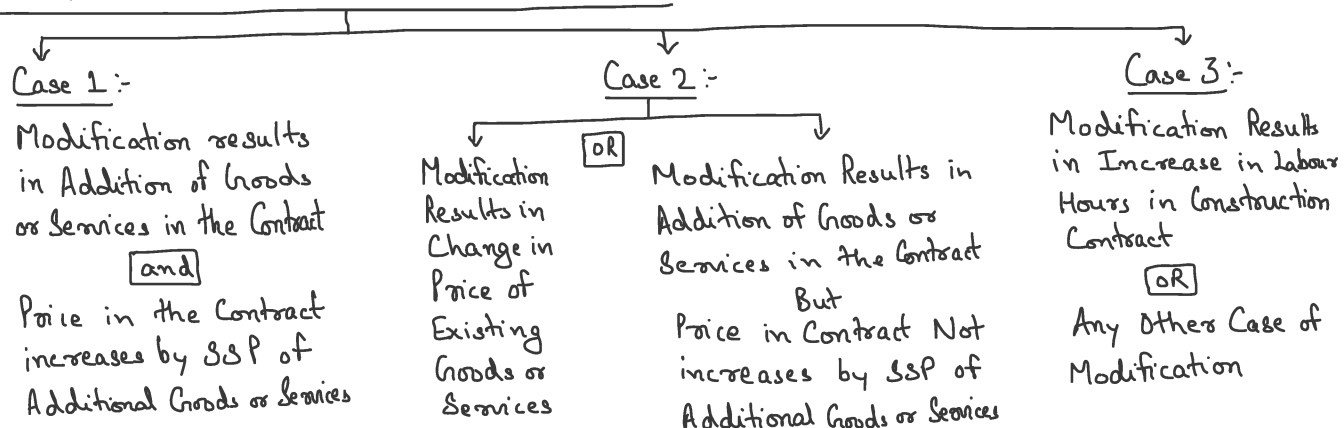 Case 1:-
Modification results
in Addition of Goods
or Services in the Contract
and
Price in the Contract
increases by SSP of
Additional Goods or Services
Case 2:-
OR
Modification
Results in
Change in
Price of
Existing
Goods or
Services
Modification Results in
Addition of Goods or
Services in the Contract
But
Price in Contract Not
increases by SSP of
Additional Goods or Services
Case 3:-
Modification Results
in Increase in Labour
Hours in Construction
Contract
OR
Any Other Case of
Modification